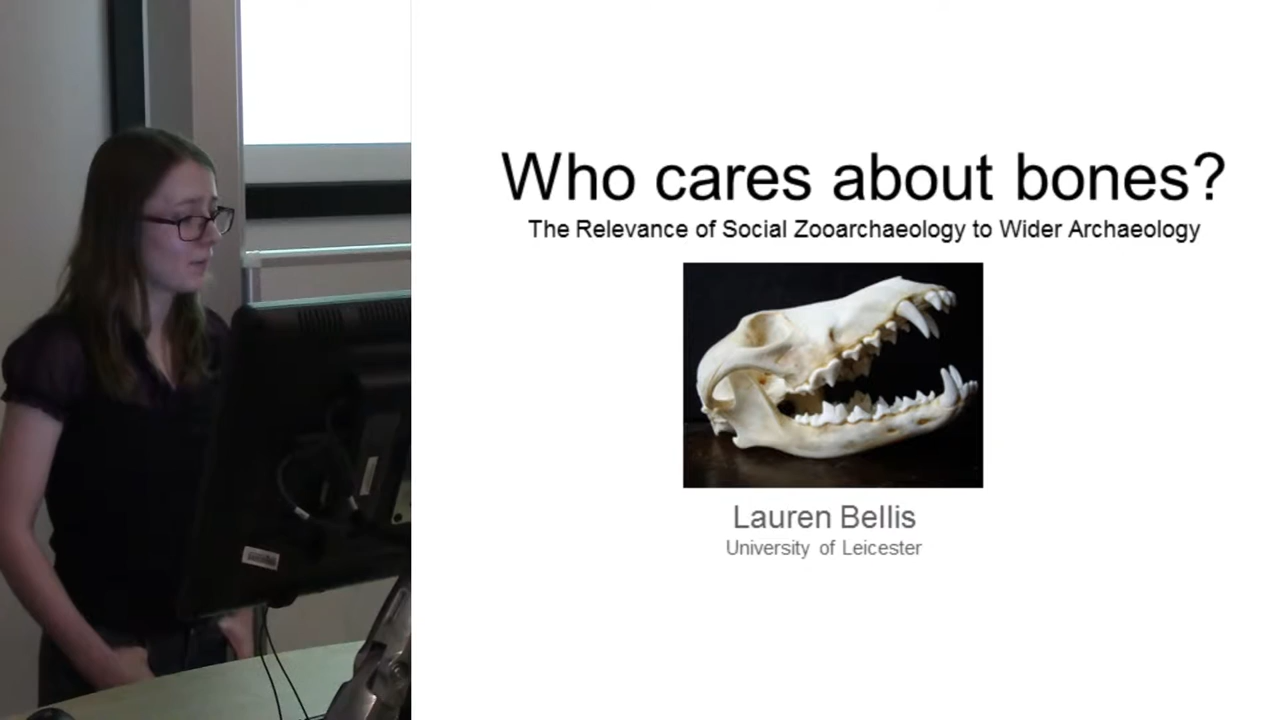 Who cares about bones?
The Relevance of Social Zooarchaeology to Wider Archaeology
Lauren Bellis
University of Leicester